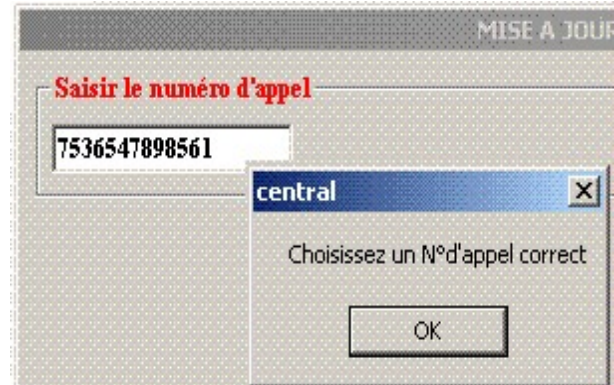 MISE A JOUR
Saisir le numéro d'appel
7536547898561
central
Choisissez un N°d'appel correct
OK